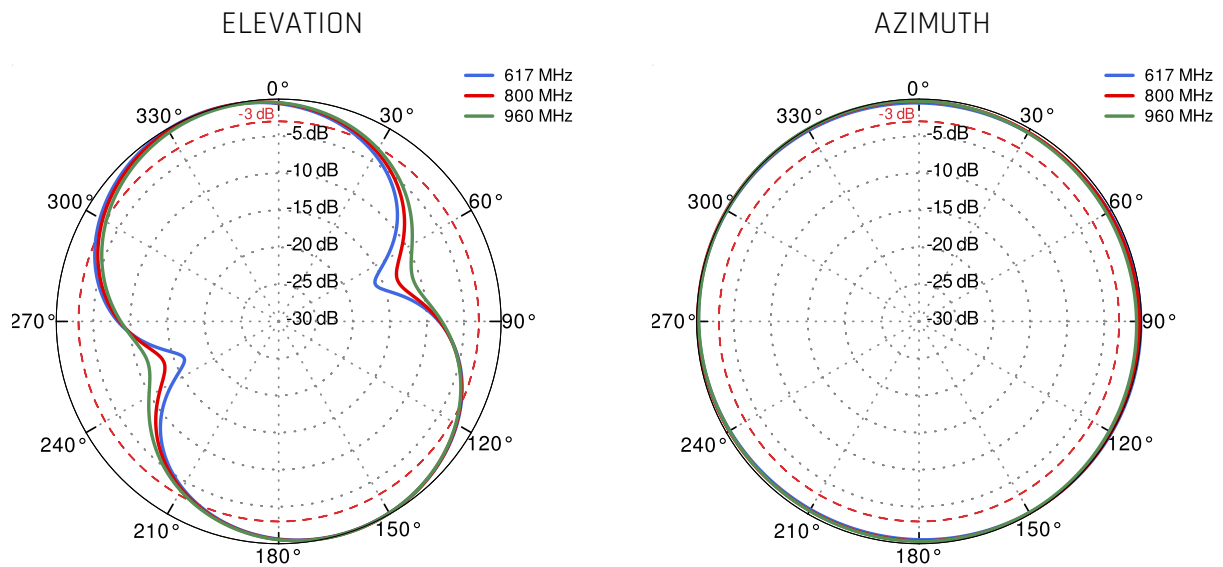 ELEVATION
617 MHz
800 MHz
960 MHz
0°
330°
30°
-3 dB
-5 dB
-10 dB
300°
60°
-15 dB
-20 dB
-25 dB
270°
-30 dB
90°
240°
120°
210°
150°
180°
AZIMUTH
617 MHz
800 MHz
960 MHz
0°
330°
30°
-3 dB
-5 dB
-10 dB
300°
60°
-15 dB
-20 dB
-25 dB
270°
-30 dB
90°
240°
120°
210°
150°
180°